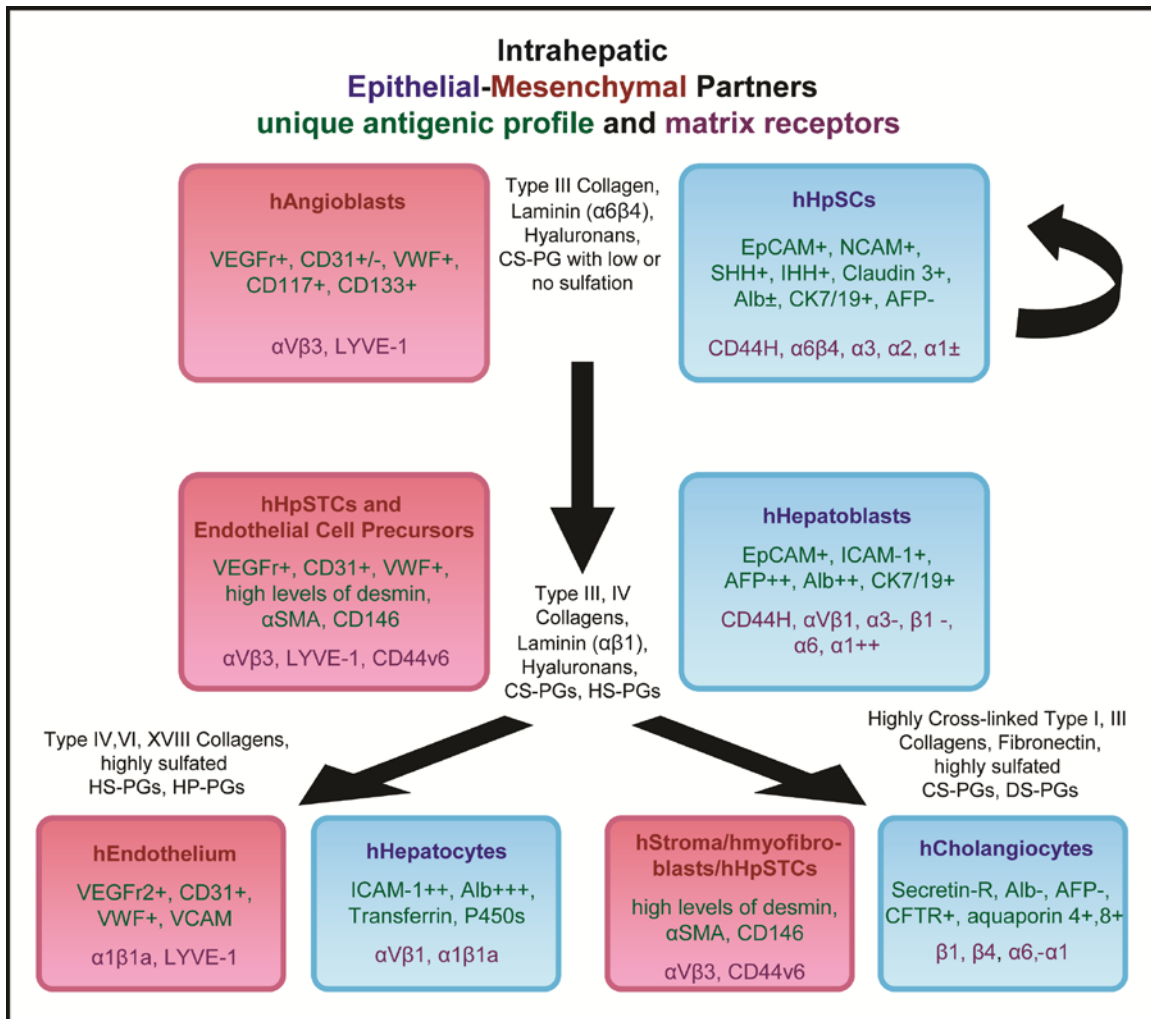 Intrahepatic
Epithelial-Mesenchymal Partners
unique antigenic profile and matrix receptors
hAngioblasts
VEGFr+, CD31+/-, VWF+,
CD117+, CD133+
αVβ3, LYVE-1
Type III Collagen,
Laminin (α6β4),
Hyaluronans,
CS-PG with low or
no sulfation
hHpSCs
EpCAM+, NCAM+,
SHH+, IHH+, Claudin 3+,
Alb±, CK7/19+, AFP-
CD44H, α6β4, α3, α2, α1±
hHpSTCs and
Endothelial Cell Precursors
VEGFr+, CD31+, VWF+,
high levels of desmin,
αSMA, CD146
αVβ3, LYVE-1, CD44v6
Type III, IV
Collagens,
Laminin (αβ1),
Hyaluronans,
CS-PGs, HS-PGs
hHepatoblasts
EpCAM+, ICAM-1+,
AFP++, Alb++, CK7/19+
CD44H, αVβ1, α3-, β1 -,
α6, α1++
Type IV,VI, XVIII Collagens,
highly sulfated
HS-PGs, HP-PGs
Highly Cross-linked Type I, III
Collagens, Fibronectin,
highly sulfated
CS-PGs, DS-PGs
hEndothelium
VEGFr2+, CD31+,
VWF+, VCAM
α1β1a, LYVE-1
hHepatocytes
ICAM-1++, Alb+++,
Transferrin, P450s
αVβ1, α1β1a
hStroma/hmyofibro-
blasts/hHpSTCs
high levels of desmin,
αSMA, CD146
αVβ3, CD44v6
hCholangiocytes
Secretin-R, Alb-, AFP-,
CFTR+, aquaporin 4+,8+
β1, β4, α6,-α1